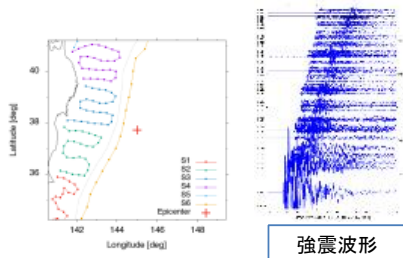 40
38
36
142
144
146
148
Latitude [deg]
Longitude [deg]
S1
S2
S3
S4
S5
S6
Epicenter
強震波形